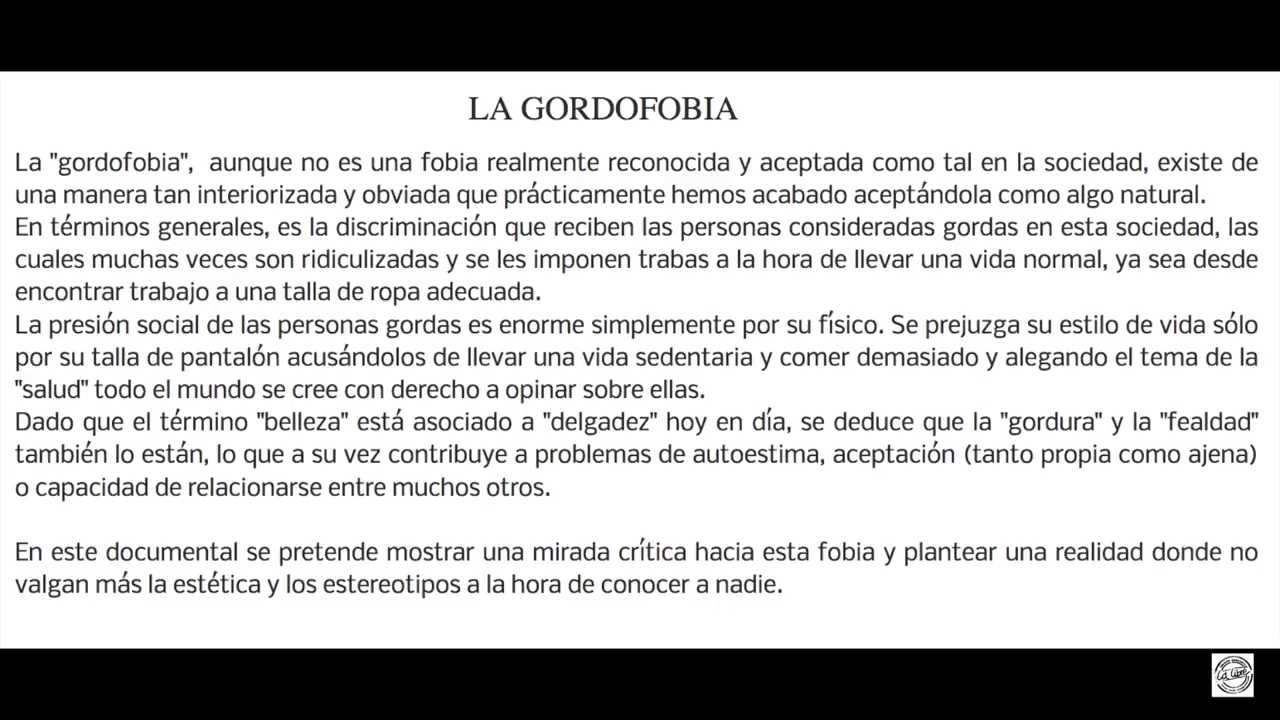 LA GORDOFOBIA
La "gordofobia", aunque no es una fobia realmente reconocida y aceptada como tal en la sociedad, existe de
una manera tan interiorizada y obviada que prácticamente hemos acabado aceptándola como algo natural.
En términos generales, es la discriminación que reciben las personas consideradas gordas en esta sociedad, las
cuales muchas veces son ridiculizadas y se les imponen trabas a la hora de llevar una vida normal, ya sea desde
encontrar trabajo a una talla de ropa adecuada.
La presión social de las personas gordas es enorme simplemente por su físico. Se prejuzga su estilo de vida sólo
por su talla de pantalón acusándolos de llevar una vida sedentaria y comer demasiado y alegando el tema de la
"salud" todo el mundo se cree con derecho a opinar sobre ellas.
Dado que el término "belleza" está asociado a "delgadez" hoy en día, se deduce que la "gordura" y la "fealdad"
también lo están, lo que a su vez contribuye a problemas de autoestima, aceptación (tanto propia como ajena)
o capacidad de relacionarse entre muchos otros.
En este documental se pretende mostrar una mirada crítica hacia esta fobia y plantear una realidad donde no
valgan más la estética y los estereotipos a la hora de conocer a nadie.